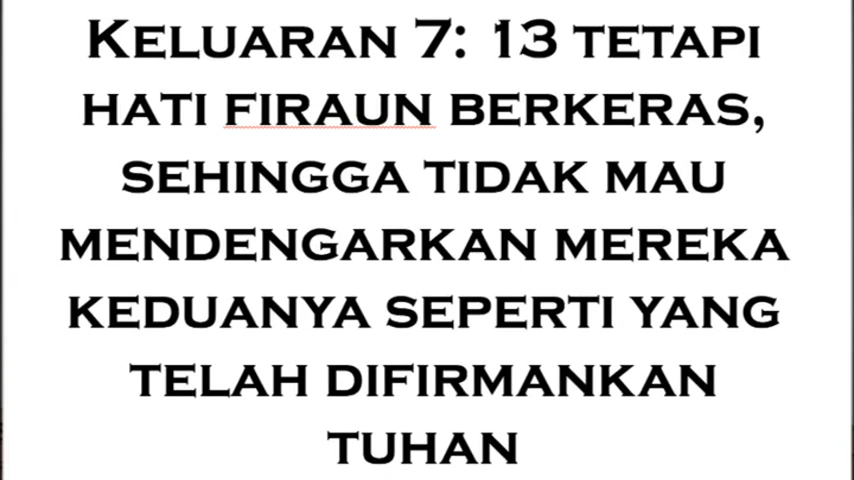 KELUARAN 7: 13 TETAPI
HATI FIRAUN BERKERAS,
SEHINGGA TIDAK MAU
MENDENGARKAN MEREKA
KEDUANYA SEPERTI YANG
TELAH DIFIRMANKAN
TUHAN